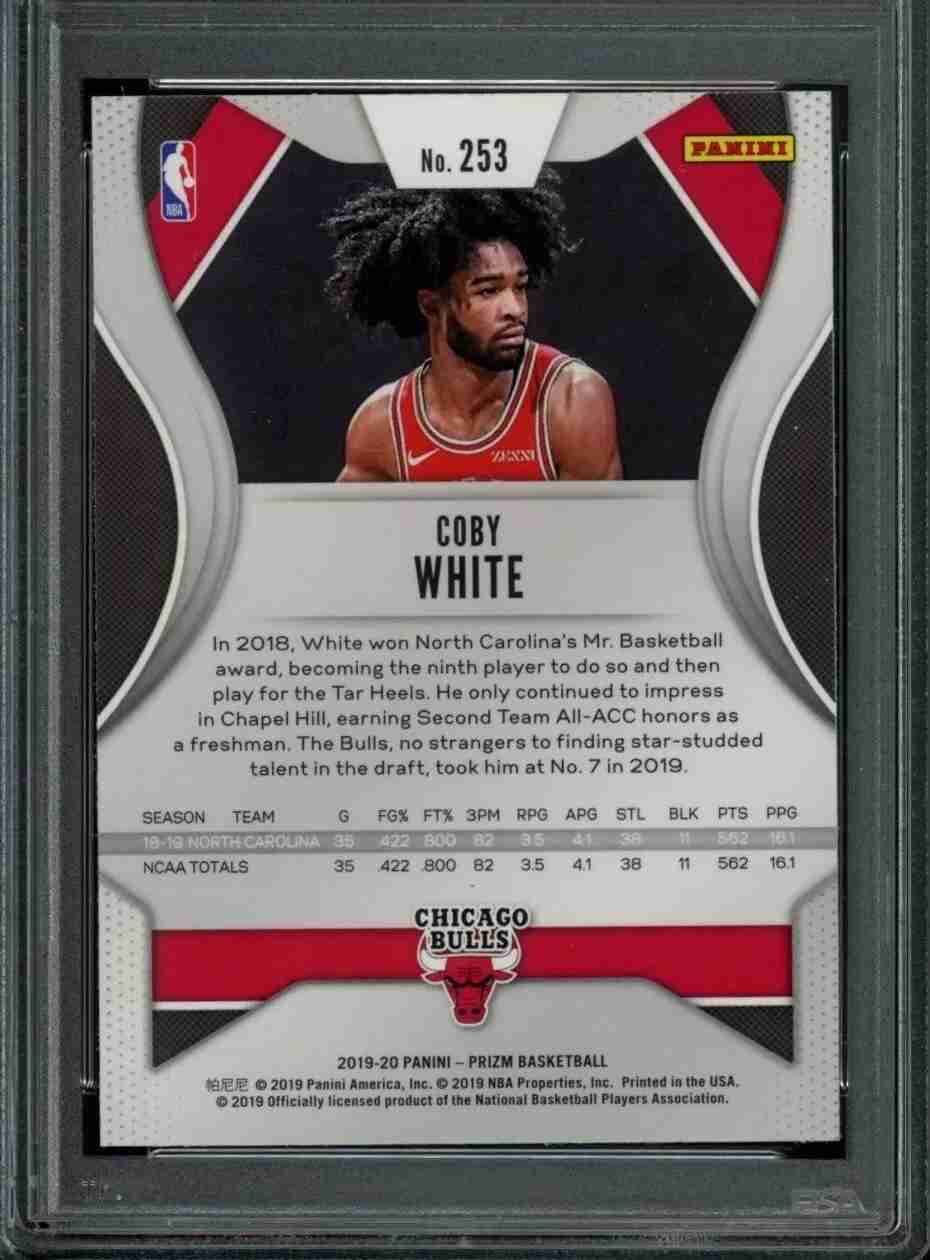 No. 253
PANINI
NBA
ZENNI
COBY
WHITE
In 2018, White won North Carolina's Mr. Basketball
award, becoming the ninth player to do so and then
play for the Tar Heels. He only continued to impress
in Chapel Hill, earning Second Team All-ACC honors as
a freshman. The Bulls, no strangers to finding star-studded
talent in the draft, took him at No. 7 in 2019.
SEASON TEAM G FG% FT% 3PM RPG APG STL BLK PTS PPG
18-19 NORTH CAROLINA 35 .422 .800 82 3.5 4.1 38 11 562 16.1
NCAA TOTALS 35 .422 .800 82 3.5 4.1 38 11 562 16.1
CHICAGO
BULLS
2019-20 PANINI – PRIZM BASKETBALL
帕尼尼 © 2019 Panini America, Inc. © 2019 NBA Properties, Inc. Printed in the USA.
© 2019 Officially licensed product of the National Basketball Players Association.
PSA